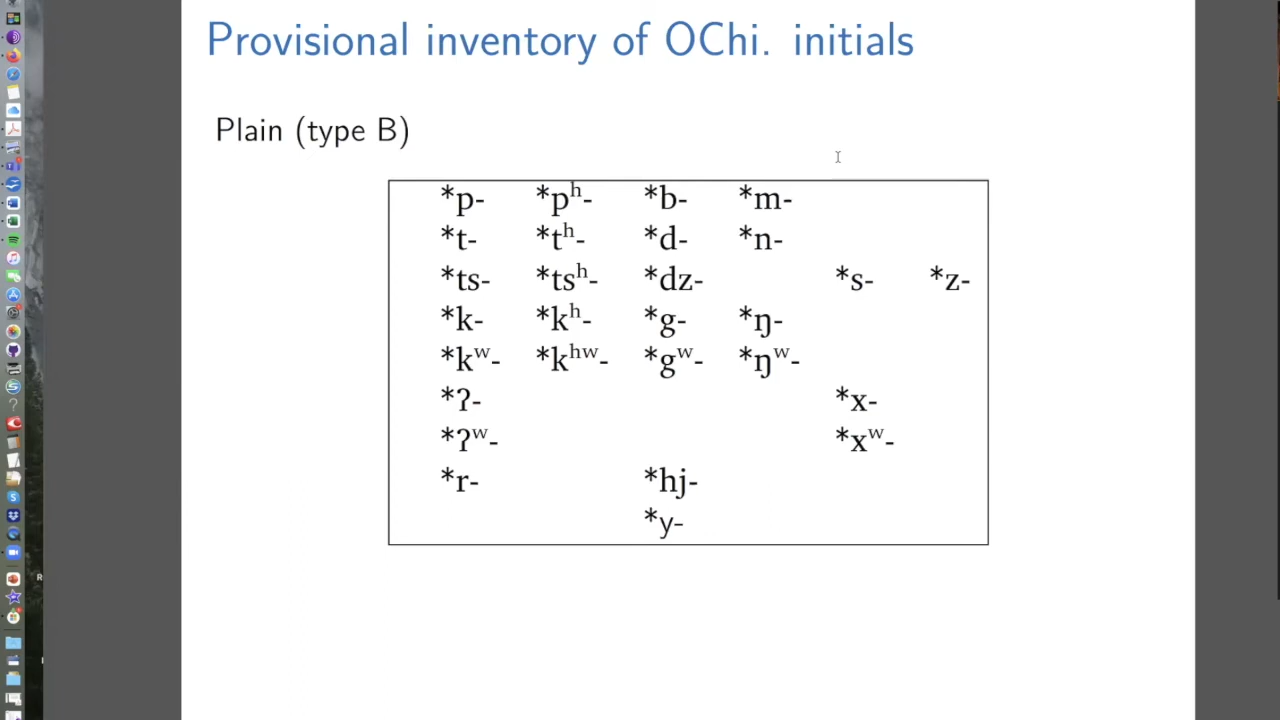 Provisional inventory of OChi. initials
Plain (type B)
*p- *pʰ- *b- *m-
*t- *tʰ- *d- *n-
*ts- *tsʰ- *dz- *s- *z-
*k- *kʰ- *g- *ŋ-
*kʷ- *kʰʷ- *gʷ- *ŋʷ-
*ʔ- *x-
*ʔʷ- *xʷ-
*r- *hj-
*y-